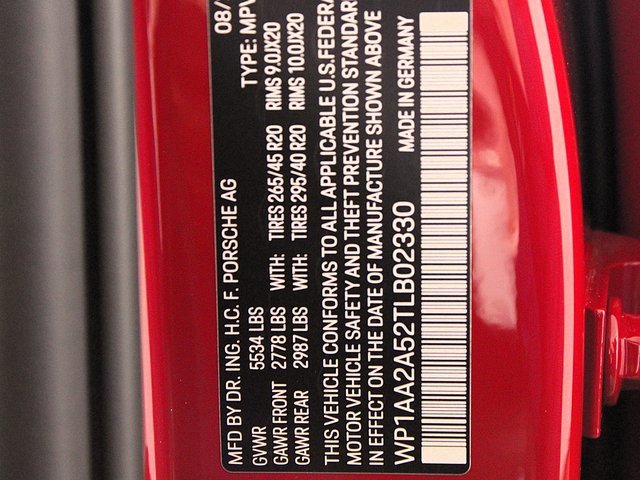 MFD BY DR. ING. H.C. F. PORSCHE AG 08/
GVWR 5534 LBS TYPE: MPV
GAWR FRONT 2778 LBS WITH: TIRES 265/45 R20 RIMS 9.0JX20
GAWR REAR 2987 LBS WITH: TIRES 295/40 R20 RIMS 10.0JX20
THIS VEHICLE CONFORMS TO ALL APPLICABLE U.S.FEDERA
MOTOR VEHICLE SAFETY AND THEFT PREVENTION STANDAR
IN EFFECT ON THE DATE OF MANUFACTURE SHOWN ABOVE
WP1AA2A52TLB02330 MADE IN GERMANY